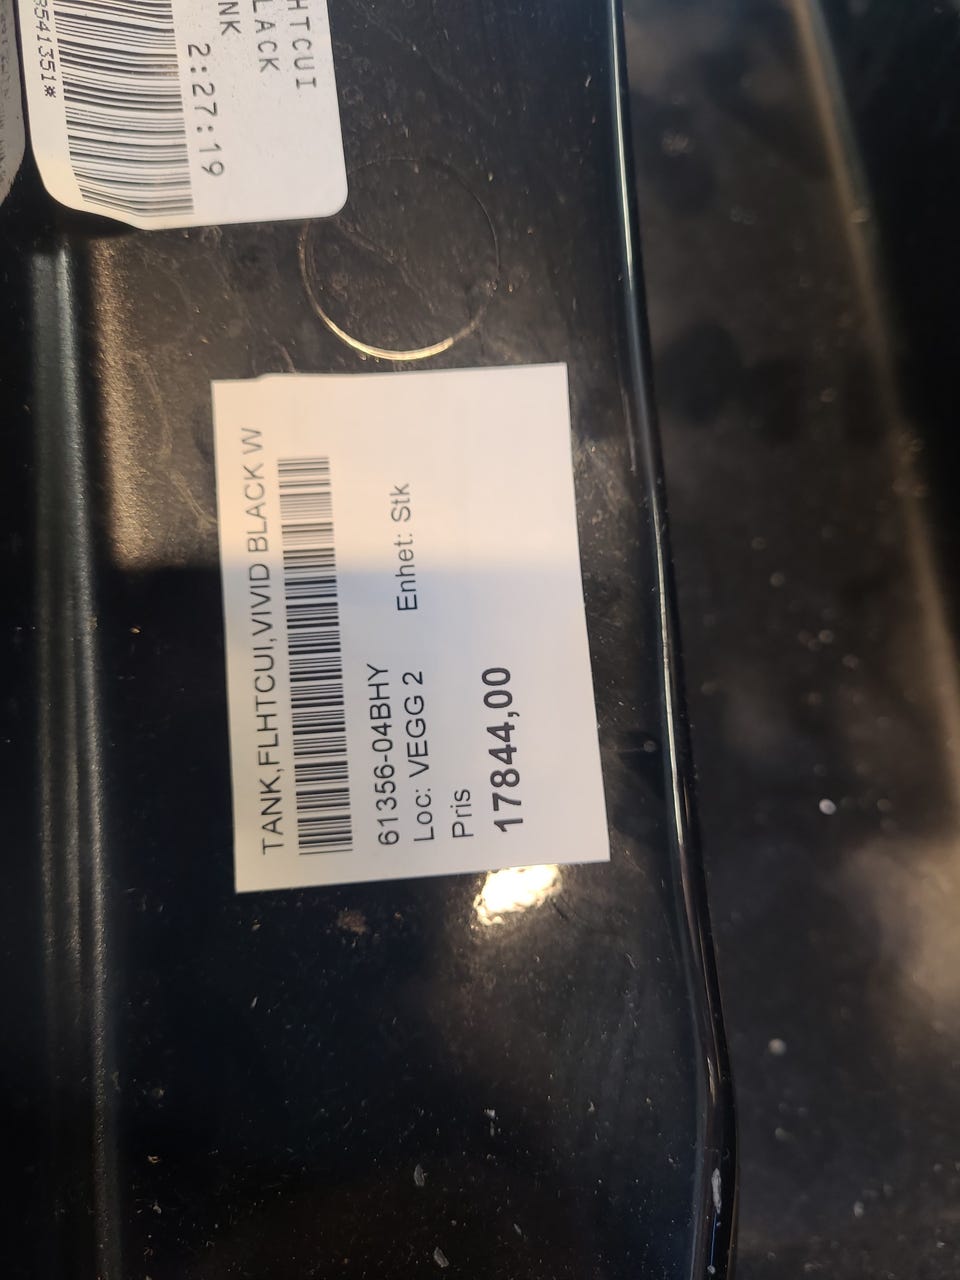 TANK,FLHTCUI,VIVID BLACK W
61356-04BHY
Loc: VEGG 2 Enhet: Stk
Pris
17844,00
HTCUI
LACK
NK
2:27:19
8541351*